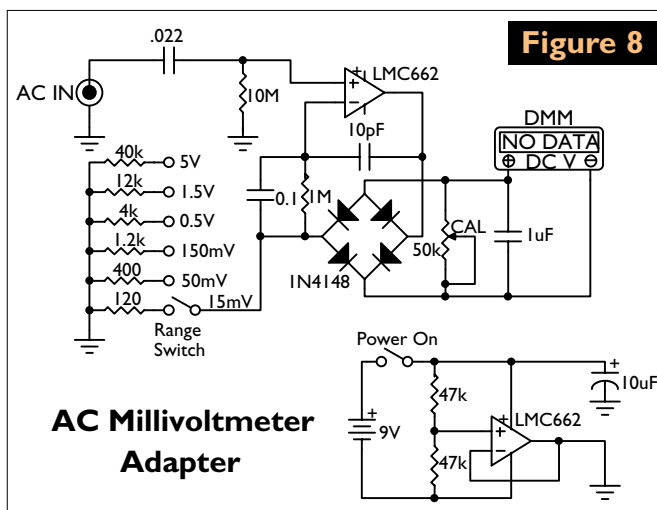 Figure 8
.022
LMC662
AC IN
10M
10pF
DMM
NO DATA
DC V
40k
5V
12k
1.5V
0.1
1M
4k
0.5V
CAL
1uF
1.2k
150mV
50k
400
50mV
1N4148
120
15mV
Range
Switch
Power On
47k
10uF
LMC662
9V
47k
AC Millivoltmeter
Adapter